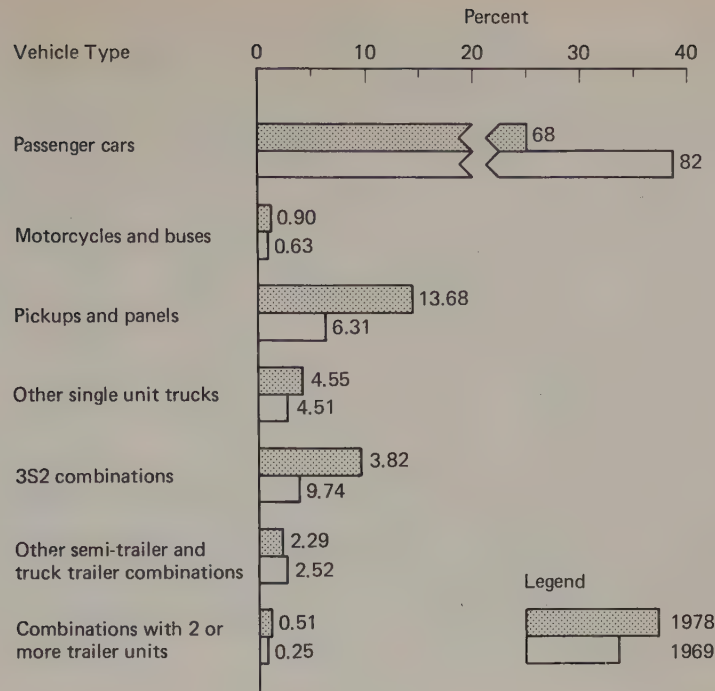 Percent
Vehicle Type 0 10 20 30 40
Passenger cars
68
82
Motorcycles and buses
0.90
0.63
Pickups and panels
13.68
6.31
Other single unit trucks
4.55
4.51
3S2 combinations
3.82
9.74
Other semi-trailer and
truck trailer combinations
2.29
2.52
Combinations with 2 or
more trailer units
0.51
0.25
Legend
1978
1969